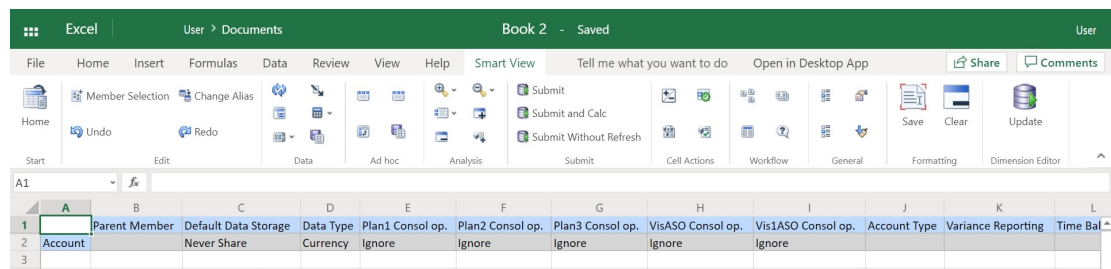 Excel User > Documents Book 2 - Saved User
File Home Insert Formulas Data Review View Help Smart View Tell me what you want to do Open in Desktop App Share Comments
Home Member Selection Change Alias Submit
Submit and Calc Save Clear Update
Undo Redo Submit Without Refresh
Start Edit Data Ad hoc Analysis Submit Cell Actions Workflow General Formatting Dimension Editor
A1 fx
A B C D E F G H I J K L
1 Parent Member Default Data Storage Data Type Plan1 Consol op. Plan2 Consol op. Plan3 Consol op. VisASO Consol op. Vis1ASO Consol op. Account Type Variance Reporting Time Bal
2 Account Never Share Currency Ignore Ignore Ignore Ignore Ignore
3